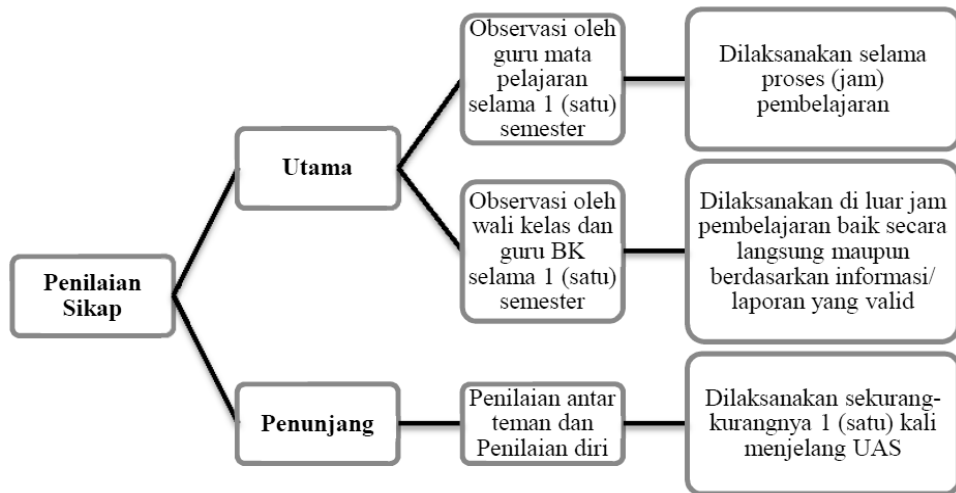 Penilaian
Sikap
Utama
Observasi oleh
guru mata
pelajaran
selama 1 (satu)
semester
Dilaksanakan selama
proses (jam)
pembelajaran
Observasi oleh
wali kelas dan
guru BK
selama 1 (satu)
semester
Dilaksanakan di luar jam
pembelajaran baik secara
langsung maupun
berdasarkan informasi/
laporan yang valid
Penunjang
Penilaian antar
teman dan
Penilaian diri
Dilaksanakan sekurang-
kurangnya 1 (satu) kali
menjelang UAS